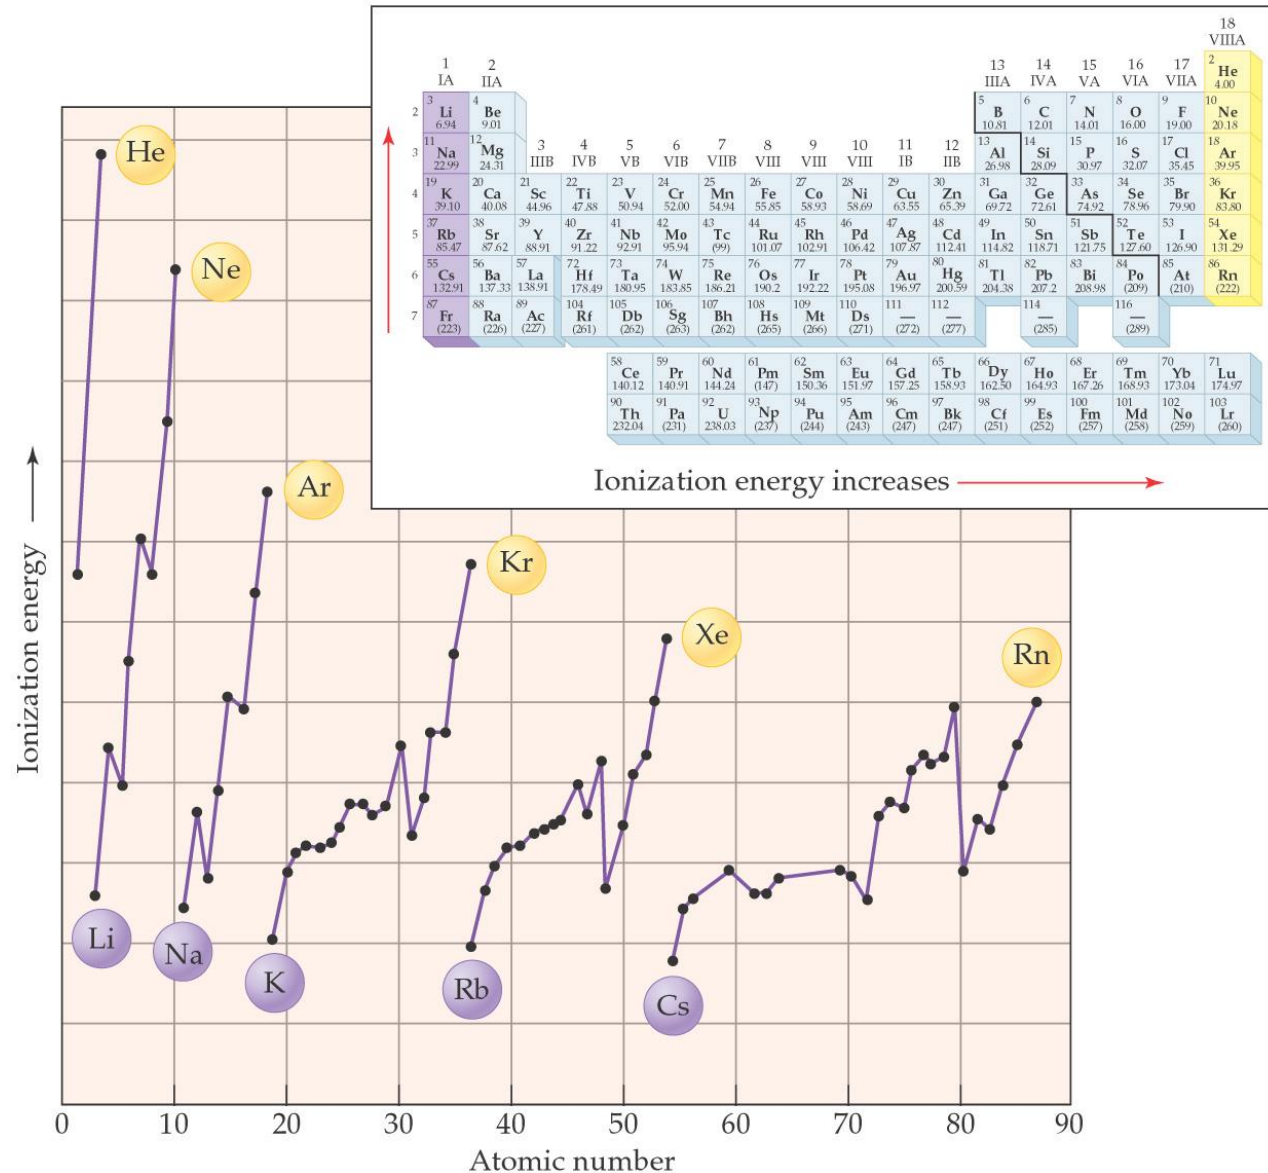 18
VIIIA
1 2 13 14 15 16 17
IA IIA IIIA IVA VA VIA VIIA
2 He 4.00
2 3 Li 6.94 4 Be 9.01 5 B 10.81 6 C 12.01 7 N 14.01 8 O 16.00 9 F 19.00 10 Ne 20.18
3 4 5 6 7 8 9 10 11 12
IIIB IVB VB VIB VIIB VIII VIII VIII IB IIB
3 11 Na 22.99 12 Mg 24.31 13 Al 26.98 14 Si 28.09 15 P 30.97 16 S 32.07 17 Cl 35.45 18 Ar 39.95
4 19 K 39.10 20 Ca 40.08 21 Sc 44.96 22 Ti 47.88 23 V 50.94 24 Cr 52.00 25 Mn 54.94 26 Fe 55.85 27 Co 58.93 28 Ni 58.69 29 Cu 63.55 30 Zn 65.39 31 Ga 69.72 32 Ge 72.61 33 As 74.92 34 Se 78.96 35 Br 79.90 36 Kr 83.80
5 37 Rb 85.47 38 Sr 87.62 39 Y 88.91 40 Zr 91.22 41 Nb 92.91 42 Mo 95.94 43 Tc (99) 44 Ru 101.07 45 Rh 102.91 46 Pd 106.42 47 Ag 107.87 48 Cd 112.41 49 In 114.82 50 Sn 118.71 51 Sb 121.75 52 Te 127.60 53 I 126.90 54 Xe 131.29
6 55 Cs 132.91 56 Ba 137.33 57 La 138.91 72 Hf 178.49 73 Ta 180.95 74 W 183.85 75 Re 186.21 76 Os 190.2 77 Ir 192.22 78 Pt 195.08 79 Au 196.97 80 Hg 200.59 81 Tl 204.38 82 Pb 207.2 83 Bi 208.98 84 Po (209) 85 At (210) 86 Rn (222)
7 87 Fr (223) 88 Ra (226) 89 Ac (227) 104 Rf (261) 105 Db (262) 106 Sg (263) 107 Bh (262) 108 Hs (265) 109 Mt (266) 110 Ds (271) 111 — (272) 112 — (277) 114 — (285) 116 — (289)
58 Ce 140.12 59 Pr 140.91 60 Nd 144.24 61 Pm (147) 62 Sm 150.36 63 Eu 151.97 64 Gd 157.25 65 Tb 158.93 66 Dy 162.50 67 Ho 164.93 68 Er 167.26 69 Tm 168.93 70 Yb 173.04 71 Lu 174.97
90 Th 232.04 91 Pa (231) 92 U 238.03 93 Np (237) 94 Pu (244) 95 Am (243) 96 Cm (247) 97 Bk (247) 98 Cf (251) 99 Es (252) 100 Fm (257) 101 Md (258) 102 No (259) 103 Lr (260)
Ionization energy increases
He
Ne
Ar
Kr
Xe
Rn
Li
Na
K
Rb
Cs
Ionization energy
0 10 20 30 40 50 60 70 80 90
Atomic number